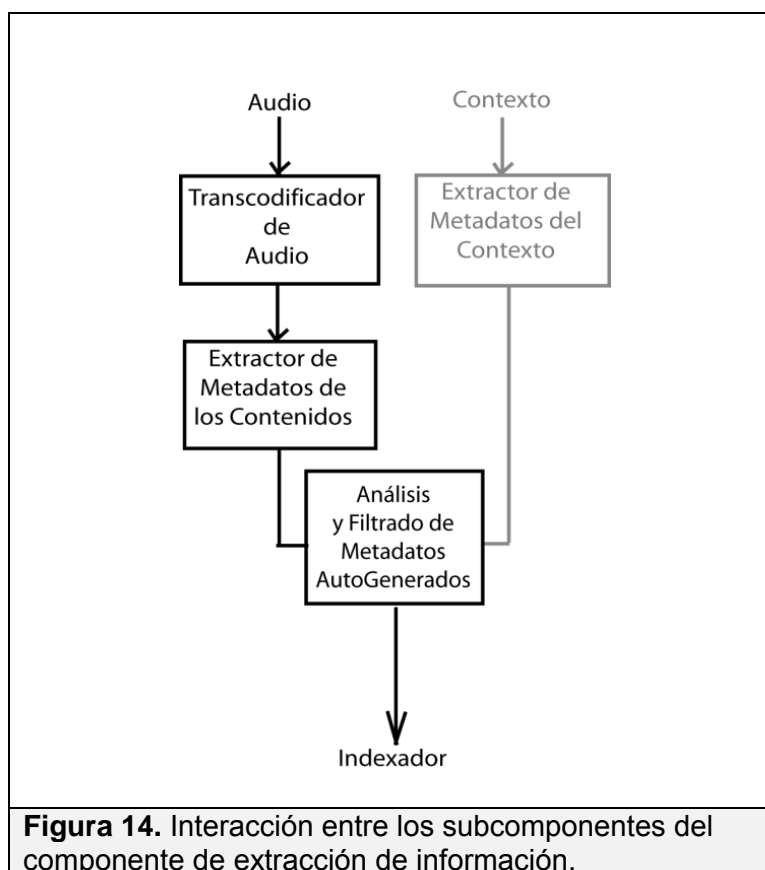 Audio
Contexto
Transcodificador
de
Audio
Extractor de
Metadatos del
Contexto
Extractor de
Metadatos de
los Contenidos
Análisis
y Filtrado de
Metadatos
AutoGenerados
Indexador
Figura 14. Interacción entre los subcomponentes del
componente de extracción de información.